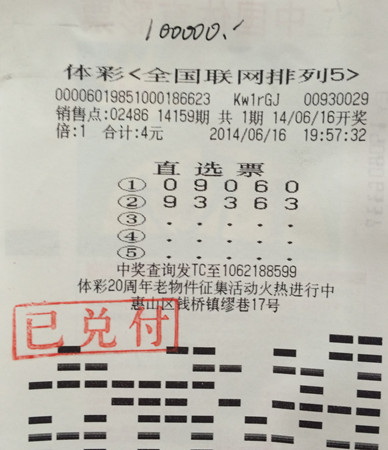 100000.-
体彩<全国联网排列5>
000060198510001866​23 Kw1rGJ 00930029
销售点:02486 14159期 共 1期 14/06/16开奖
倍:1 合计:4元 2014/06/16 19:57:32
直选票
① 0 9 0 6 0
② 9 3 3 6 3
③ . . . . .
④ . . . . .
⑤ . . . . .
中奖查询发TC至1062188599
体彩20周年老物件征集活动火热进行中
惠山区钱桥镇缪巷17号
已兑付